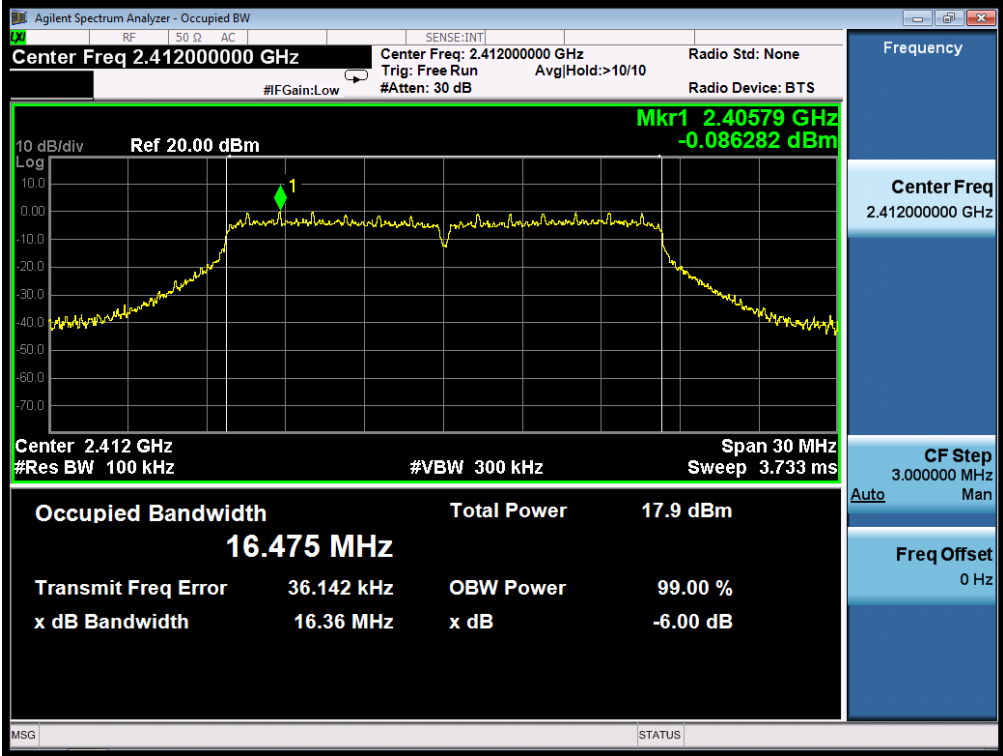 Agilent Spectrum Analyzer - Occupied BW
LXI RF 50 Ω AC SENSE:INT
Center Freq 2.412000000 GHz
Center Freq: 2.412000000 GHz Radio Std: None
Trig: Free Run Avg|Hold:>10/10
#IFGain:Low #Atten: 30 dB Radio Device: BTS
Frequency
Mkr1 2.40579 GHz
-0.086282 dBm
10 dB/div Ref 20.00 dBm
Log
10.0
0.00
-10.0
-20.0
-30.0
-40.0
-50.0
-60.0
-70.0
1
Center 2.412 GHz Span 30 MHz
#Res BW 100 kHz #VBW 300 kHz Sweep 3.733 ms
Occupied Bandwidth Total Power 17.9 dBm
16.475 MHz
Transmit Freq Error 36.142 kHz OBW Power 99.00 %
x dB Bandwidth 16.36 MHz x dB -6.00 dB
Center Freq
2.412000000 GHz
CF Step
3.000000 MHz
Auto Man
Freq Offset
0 Hz
MSG STATUS